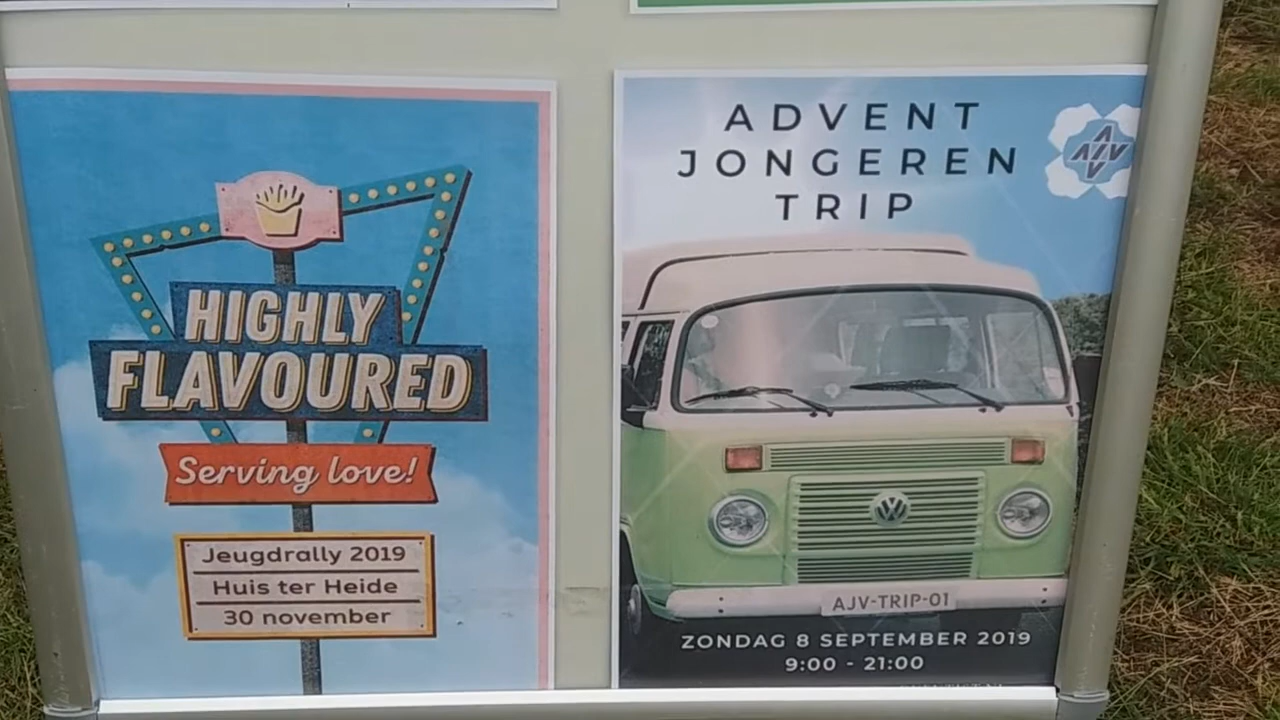 HIGHLY
FLAVOURED
Serving love!
Jeugdrally 2019
Huis ter Heide
30 november
ADVENT
JONGEREN
TRIP
AJV
AJV-TRIP-01
ZONDAG 8 SEPTEMBER 2019
9:00 - 21:00